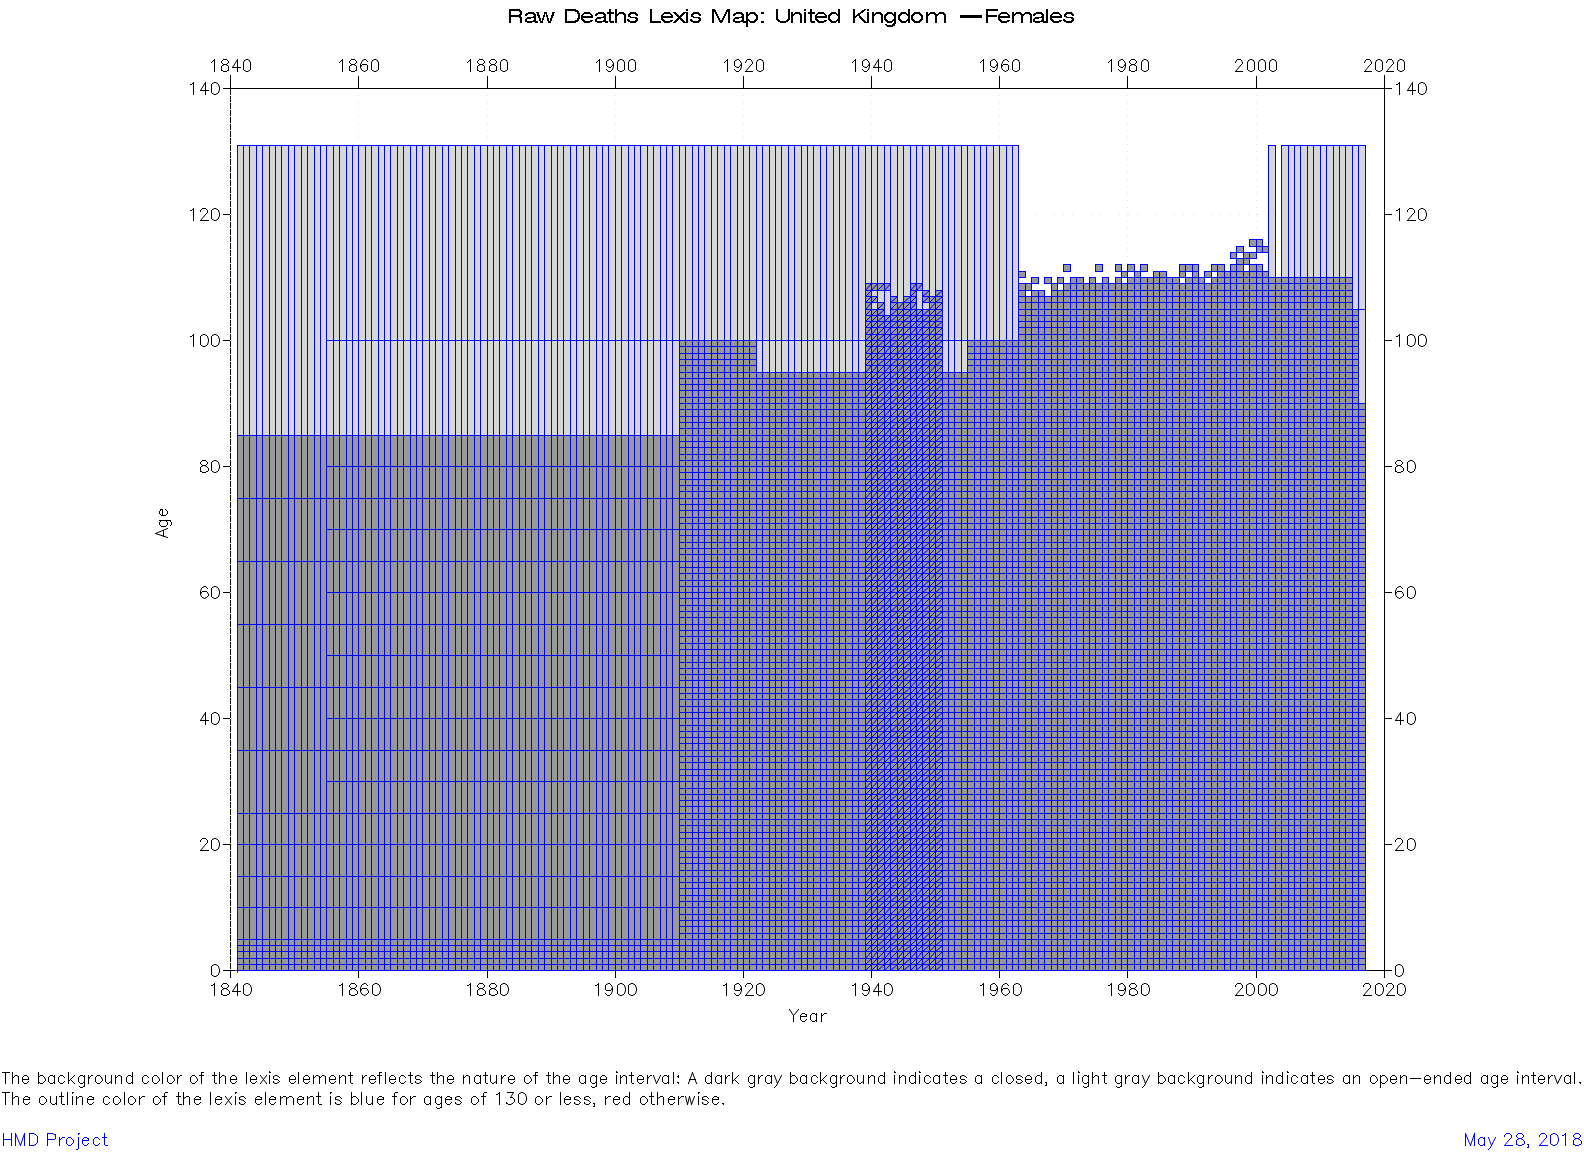 Raw Deaths Lexis Map: United Kingdom —Females
1840 1860 1880 1900 1920 1940 1960 1980 2000 2020
140 140
120 120
100 100
80 80
Age
60 60
40 40
20 20
0 0
1840 1860 1880 1900 1920 1940 1960 1980 2000 2020
Year
The background color of the lexis element reflects the nature of the age interval: A dark gray background indicates a closed, a light gray background indicates an open—ended age interval.
The outline color of the lexis element is blue for ages of 130 or less, red otherwise.
HMD Project May 28, 2018